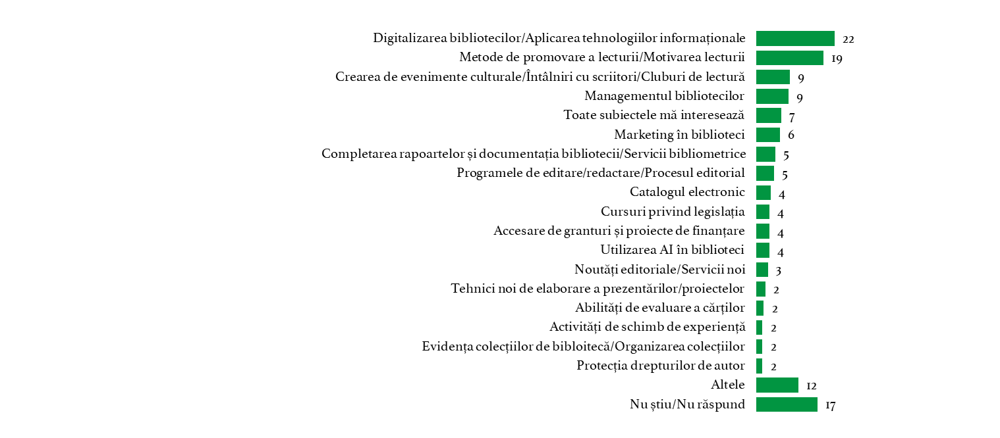 Digitalizarea bibliotecilor/Aplicarea tehnologiilor informaționale 22
Metode de promovare a lecturii/Motivarea lecturii 19
Crearea de evenimente culturale/Întâlniri cu scriitori/Cluburi de lectură 9
Managementul bibliotecilor 9
Toate subiectele mă interesează 7
Marketing în biblioteci 6
Completarea rapoartelor și documentația bibliotecii/Servicii bibliometrice 5
Programele de editare/redactare/Procesul editorial 5
Catalogul electronic 4
Cursuri privind legislația 4
Accesare de granturi și proiecte de finanțare 4
Utilizarea AI în biblioteci 4
Noutăți editoriale/Servicii noi 3
Tehnici noi de elaborare a prezentărilor/proiectelor 2
Abilități de evaluare a cărților 2
Activități de schimb de experiență 2
Evidența colecțiilor de bibloitecă/Organizarea colecțiilor 2
Protecția drepturilor de autor 2
Altele 12
Nu știu/Nu răspund 17